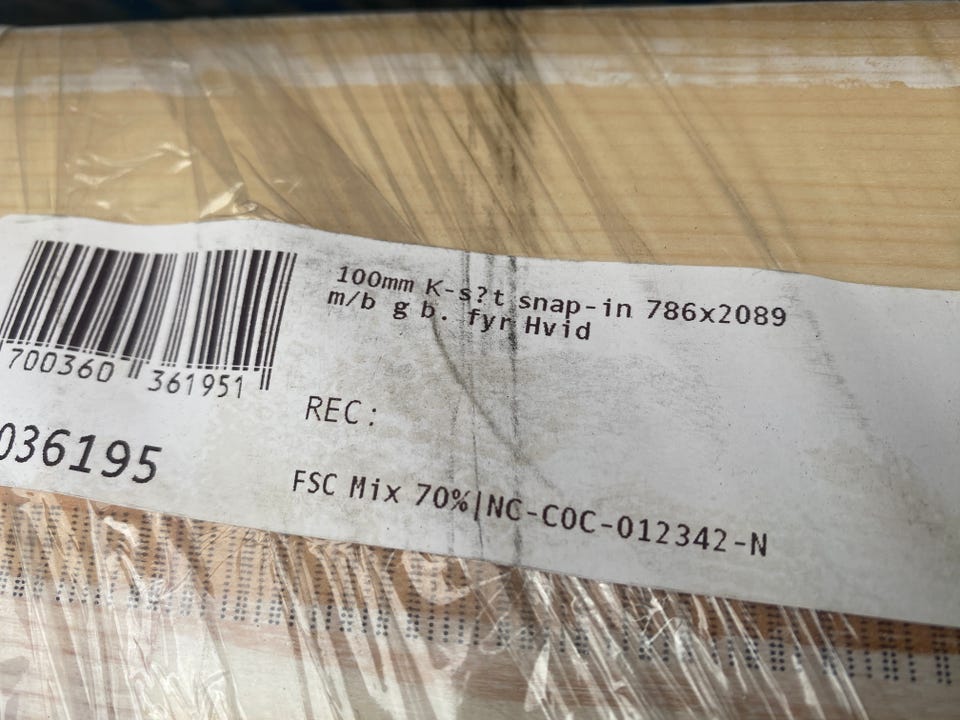 100mm K-s?t snap-in 786x2089
m/b g b. fyr Hvid
700360 361951
036195
REC:
FSC Mix 70%|NC-COC-012342-N